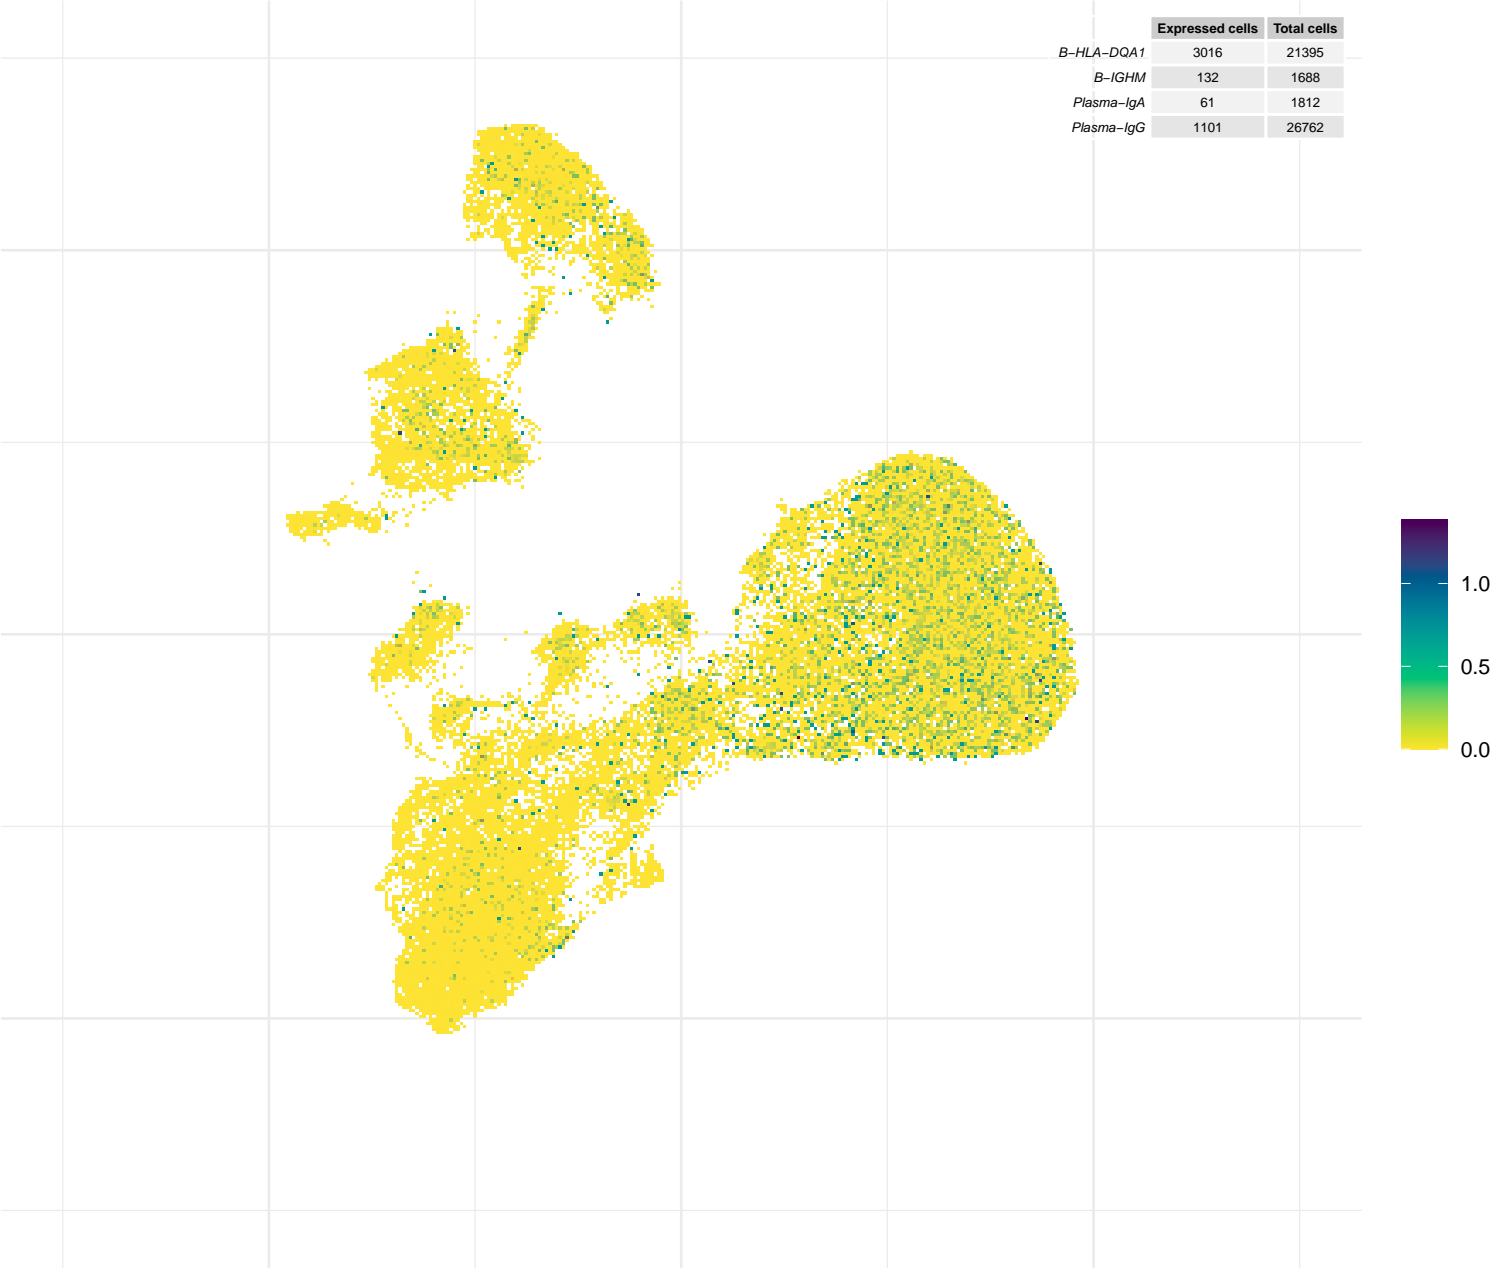 Expressed cells Total cells
B−HLA−DQA1 3016 21395
B−IGHM 132 1688
Plasma−IgA 61 1812
Plasma−IgG 1101 26762
1.0
0.5
0.0